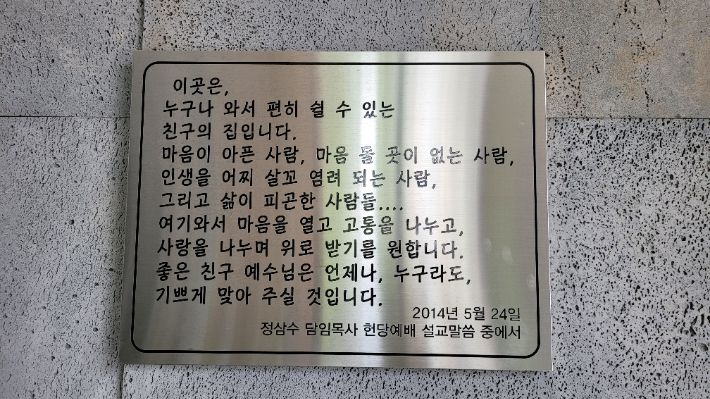 이곳은,
누구나 와서 편히 쉴 수 있는
친구의 집입니다.
마음이 아픈 사람, 마음 둘 곳이 없는 사람,
인생을 어찌 살꼬 염려 되는 사람,
그리고 삶이 피곤한 사람들....
여기와서 마음을 열고 고통을 나누고,
사랑을 나누며 위로 받기를 원합니다.
좋은 친구 예수님은 언제나, 누구라도,
기쁘게 맞아 주실 것입니다.
2014년 5월 24일
정삼수 담임목사 헌당예배 설교말씀 중에서